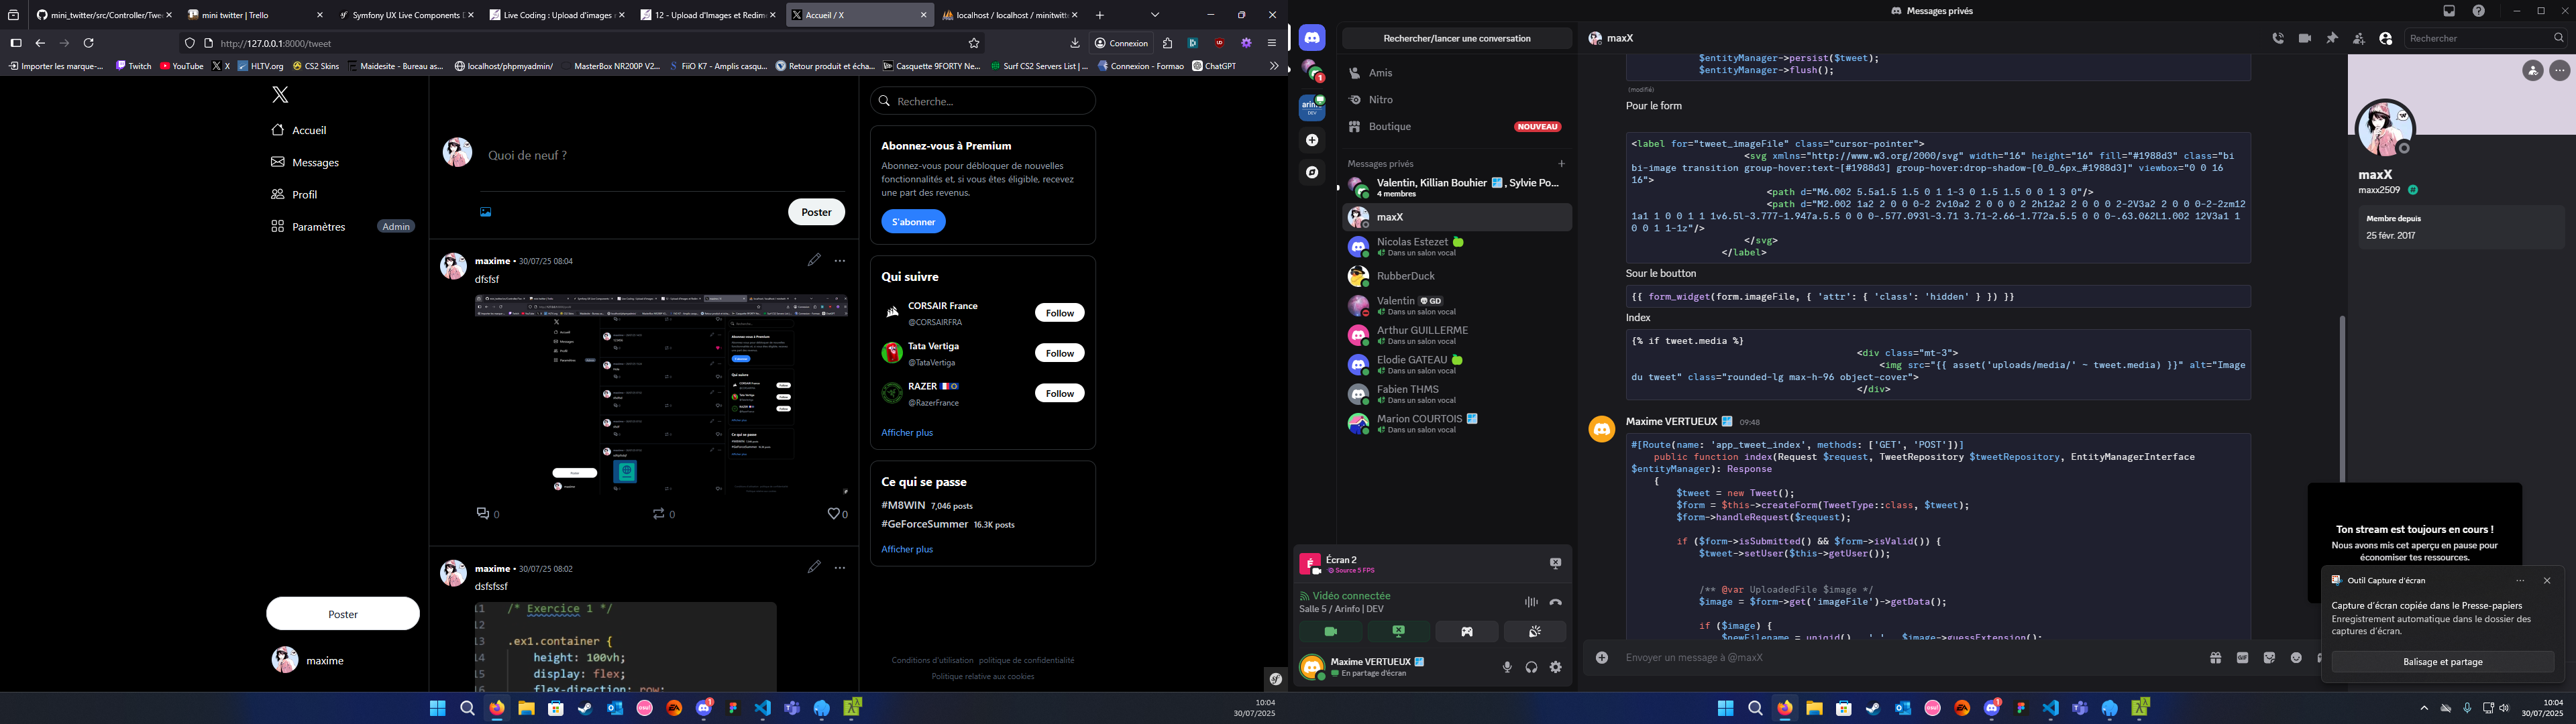 mini_twitter/src/Controller/Twee
mini twitter | Trello
Symfony UX Live Components D
Live Coding : Upload d'images a
12 - Upload d'Images et Redime
Accueil / X
localhost / localhost / minitwitte
http://127.0.0.1:8000/tweet
Connexion
Importer les marque-...
Twitch
YouTube
X
HLTV.org
CS2 Skins
Maidesite - Bureau as...
localhost/phpmyadmin/
MasterBox NR200P V2...
FiiO K7 - Amplis casqu...
Retour produit et écha...
Casquette 9FORTY Ne...
Surf CS2 Servers List | ...
Connexion - Formao
ChatGPT
Accueil
Messages
Profil
Paramètres
Admin
Poster
maxime
Quoi de neuf ?
Poster
maxime • 30/07/25 08:04
dfsfsf
0
0
0
maxime • 30/07/25 08:02
dsfsfssf
11 /* Exercice 1 */
12
13 .ex1.container {
14 height: 100vh;
15 display: flex;
16 flex-direction: row;
Recherche...
Abonnez-vous à Premium
Abonnez-vous pour débloquer de nouvelles
fonctionnalités et, si vous êtes éligible, recevez
une part des revenus.
S'abonner
Qui suivre
CORSAIR France
@CORSAIRFRA
Follow
Tata Vertiga
@TataVertiga
Follow
RAZER
@RazerFrance
Follow
Afficher plus
Ce qui se passe
#M8WIN 7,046 posts
#GeForceSummer 16.3K posts
Afficher plus
Conditions d'utilisation politique de confidentialité
Politique relative aux cookies
10:04
30/07/2025
Messages privés
Rechercher/lancer une conversation
Amis
Nitro
Boutique
NOUVEAU
Messages privés
Valentin, Killian Bouhier, Sylvie Po...
4 membres
maxX
Nicolas Estezet
Dans un salon vocal
RubberDuck
Valentin GD
Dans un salon vocal
Arthur GUILLERME
Dans un salon vocal
Elodie GATEAU
Dans un salon vocal
Fabien THMS
Dans un salon vocal
Marion COURTOIS
Dans un salon vocal
Écran 2
Source 5 FPS
Vidéo connectée
Salle 5 / Arinfo | DEV
Maxime VERTUEUX
En partage d'écran
maxX
Rechercher
$entityManager->persist($tweet);
$entityManager->flush();
(modifié)
Pour le form
<label for="tweet_imageFile" class="cursor-pointer">
<svg xmlns="http://www.w3.org/2000/svg" width="16" height="16" fill="#1988d3" class="bi
bi-image transition group-hover:text-[#1988d3] group-hover:drop-shadow-[0_0_6px_#1988d3]" viewbox="0 0 16
16">
<path d="M6.002 5.5a1.5 1.5 0 1 1-3 0 1.5 1.5 0 0 1 3 0"/>
<path d="M2.002 1a2 2 0 0 0-2 2v10a2 2 0 0 0 2 2h12a2 2 0 0 0 2-2V3a2 2 0 0 0-2-2zm12
1a1 1 0 0 1 1 1v6.5l-3.777-1.947a.5.5 0 0 0-.577.093l-3.71 3.71-2.66-1.772a.5.5 0 0 0-.63.062L1.002 12V3a1 1
0 0 1 1-1z"/>
</svg>
</label>
Sour le boutton
{{ form_widget(form.imageFile, { 'attr': { 'class': 'hidden' } }) }}
Index
{% if tweet.media %}
<div class="mt-3">
<img src="{{ asset('uploads/media/' ~ tweet.media) }}" alt="Image
du tweet" class="rounded-lg max-h-96 object-cover">
</div>
Maxime VERTUEUX 09:48
#[Route(name: 'app_tweet_index', methods: ['GET', 'POST'])]
public function index(Request $request, TweetRepository $tweetRepository, EntityManagerInterface
$entityManager): Response
{
$tweet = new Tweet();
$form = $this->createForm(TweetType::class, $tweet);
$form->handleRequest($request);
if ($form->isSubmitted() && $form->isValid()) {
$tweet->setUser($this->getUser());
/** @var UploadedFile $image */
$image = $form->get('imageFile')->getData();
if ($image) {
$newFilename = uniqid() . '.' . $image->guessExtension();
Envoyer un message à @maxX
maxX
maxx2509
Membre depuis
25 févr. 2017
Ton stream est toujours en cours !
Nous avons mis cet aperçu en pause pour
économiser tes ressources.
Outil Capture d'écran
Capture d'écran copiée dans le Presse-papiers
Enregistrement automatique dans le dossier des
captures d'écran.
Balisage et partage
10:04
30/07/2025